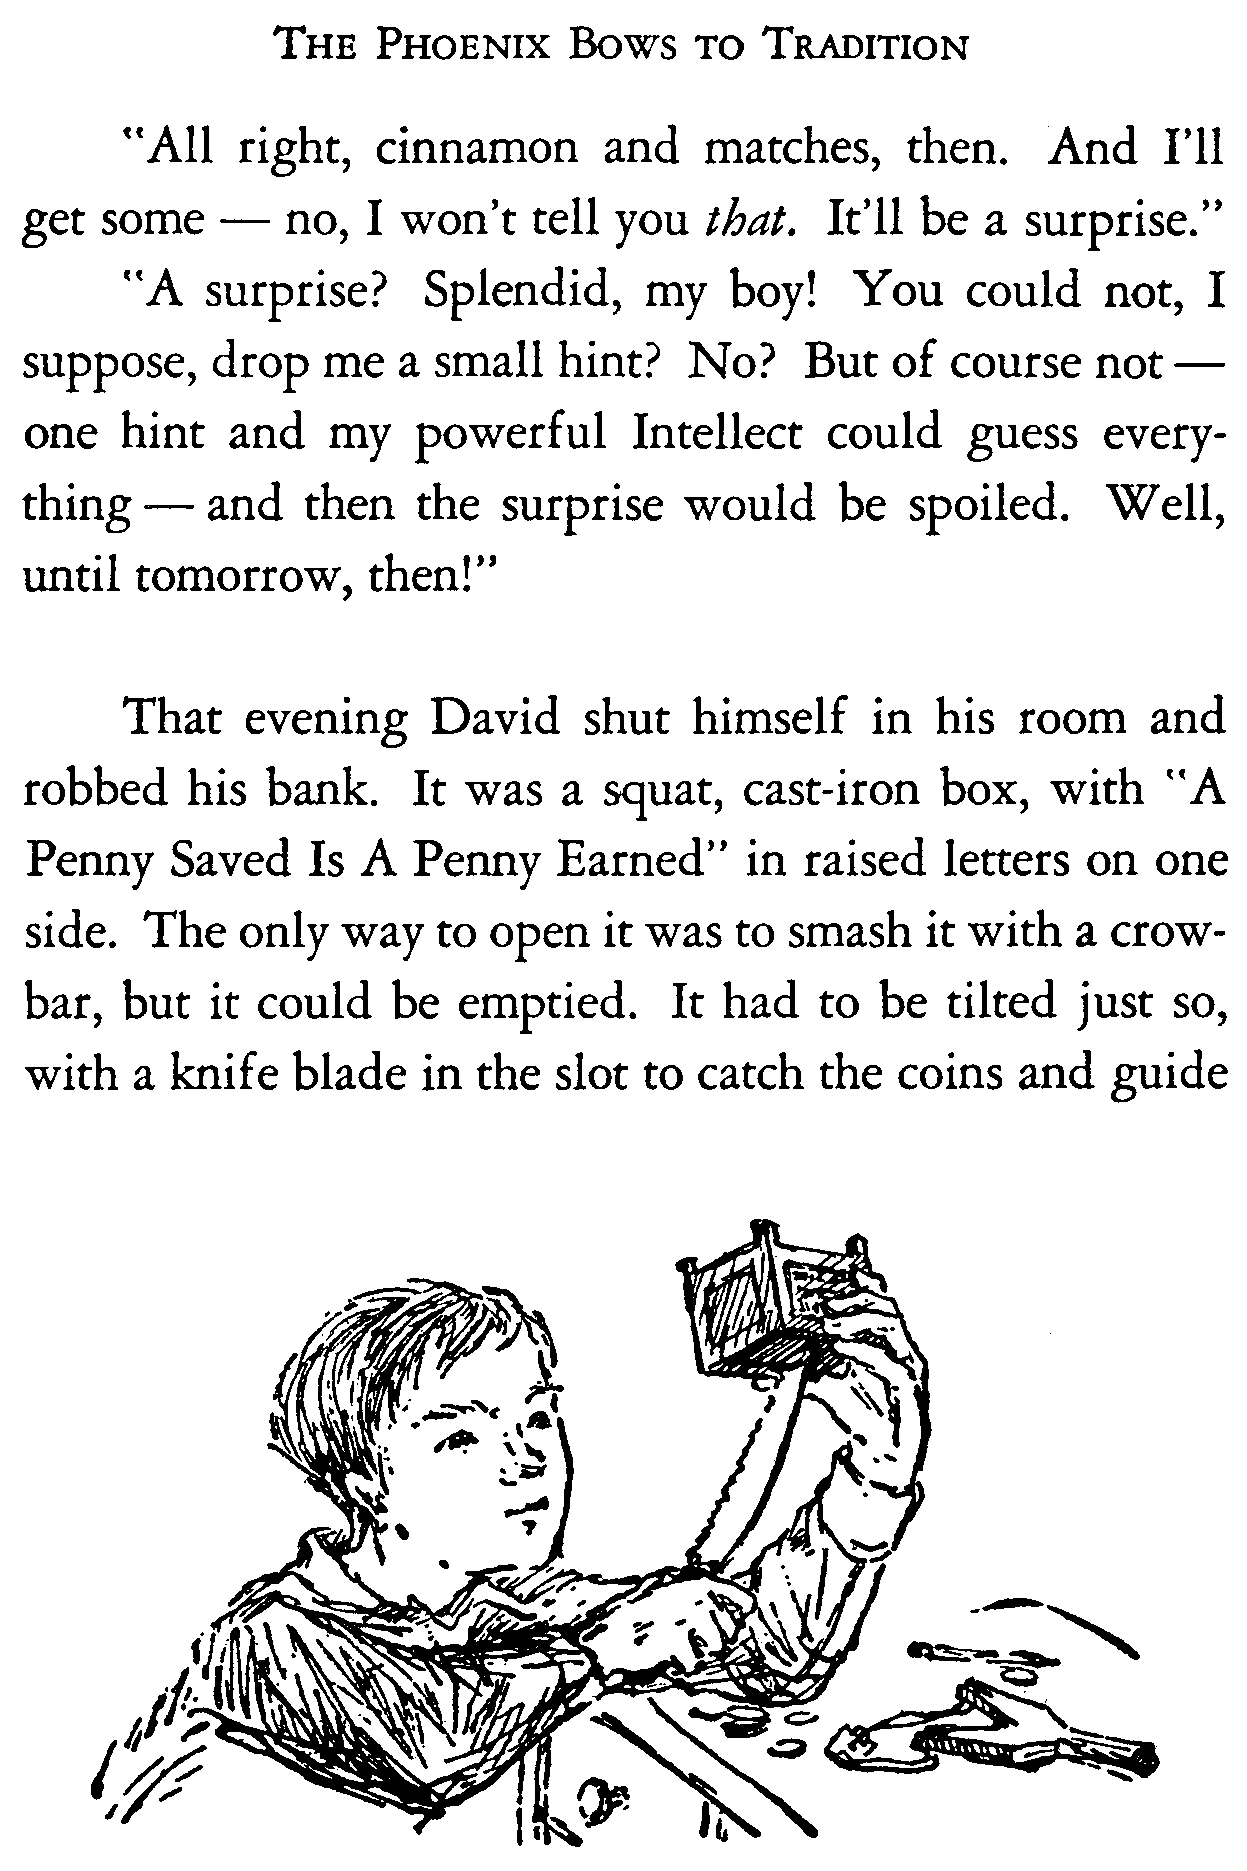 THE PHOENIX BOWS TO TRADITION
"All right, cinnamon and matches, then. And I'll
get some — no, I won't tell you that. It'll be a surprise."
"A surprise? Splendid, my boy! You could not, I
suppose, drop me a small hint? No? But of course not —
one hint and my powerful Intellect could guess every-
thing — and then the surprise would be spoiled. Well,
until tomorrow, then!"
That evening David shut himself in his room and
robbed his bank. It was a squat, cast-iron box, with "A
Penny Saved Is A Penny Earned" in raised letters on one
side. The only way to open it was to smash it with a crow-
bar, but it could be emptied. It had to be tilted just so,
with a knife blade in the slot to catch the coins and guide